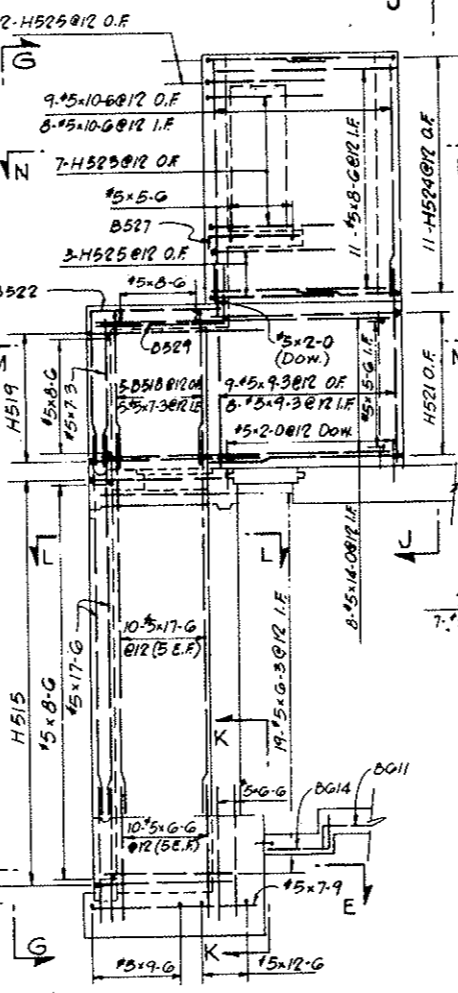 2-H525@12 O.F.
G
9-#5x10-6@12 O.F.
8-#5x10-6@12 I.F.
N
7-H523@12 O.F.
#5x5-6
B527
3-H525@12 O.F.
11-#5x8-6@12 I.F.
11-H524@12 O.F.
B522
#5x8-6
B529
#5x2-0
(Dow.)
M
H519
#5x8-6
#5x7-3
5-B518@12 O.F.
5-#5x7-3@12 I.F.
9-#5x9-3@12 O.F.
8-#5x9-3@12 I.F.
#5x2-0@12 Dow.
#5x5-6 I.F.
H521 O.F.
L
L
J
8-#5x14-0@12 I.F.
H515
#5x8-6
#5x17-6
10-#5x17-6
@12 (5 E.F.)
19-#5x6-3@12 I.F.
7-#
K
#5x6-6
BG14
BG11
10-#5x6-6
@12 (5 E.F.)
#5x7-9
E
G
K
#5x9-6
#5x12-6